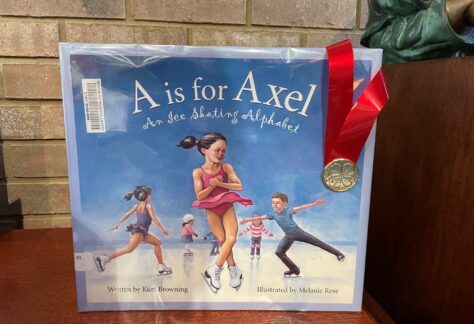 A is for Axel
An Ice Skating Alphabet
Written by Kurt Browning
Illustrated by Melanie Rose